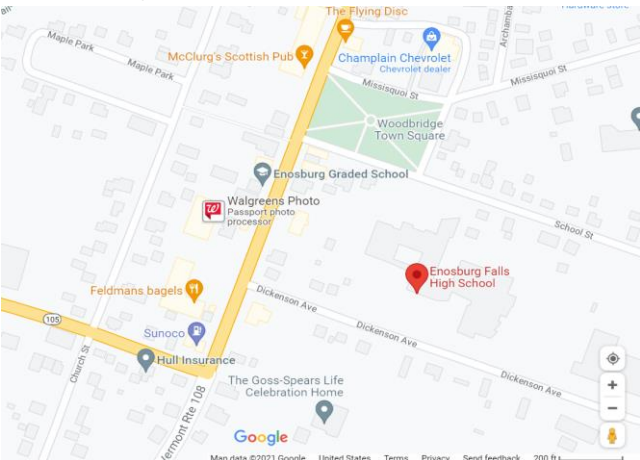 The Flying Disc
Maple Park
McClurg's Scottish Pub
Champlain Chevrolet
Chevrolet dealer
Maple Park
Missisquoi St
Missisquoi St
Woodbridge
Town Square
Enosburg Graded School
Walgreens Photo
Passport photo
processor
School St
Enosburg Falls
High School
Feldmans bagels
Dickenson Ave
105
Sunoco
Dickenson Ave
Hull Insurance
Church St
The Goss-Spears Life
Celebration Home
Dickenson Ave
Vermont Rte 108
Google
Map data ©2021 Google United States Terms Privacy Send feedback 200 ft